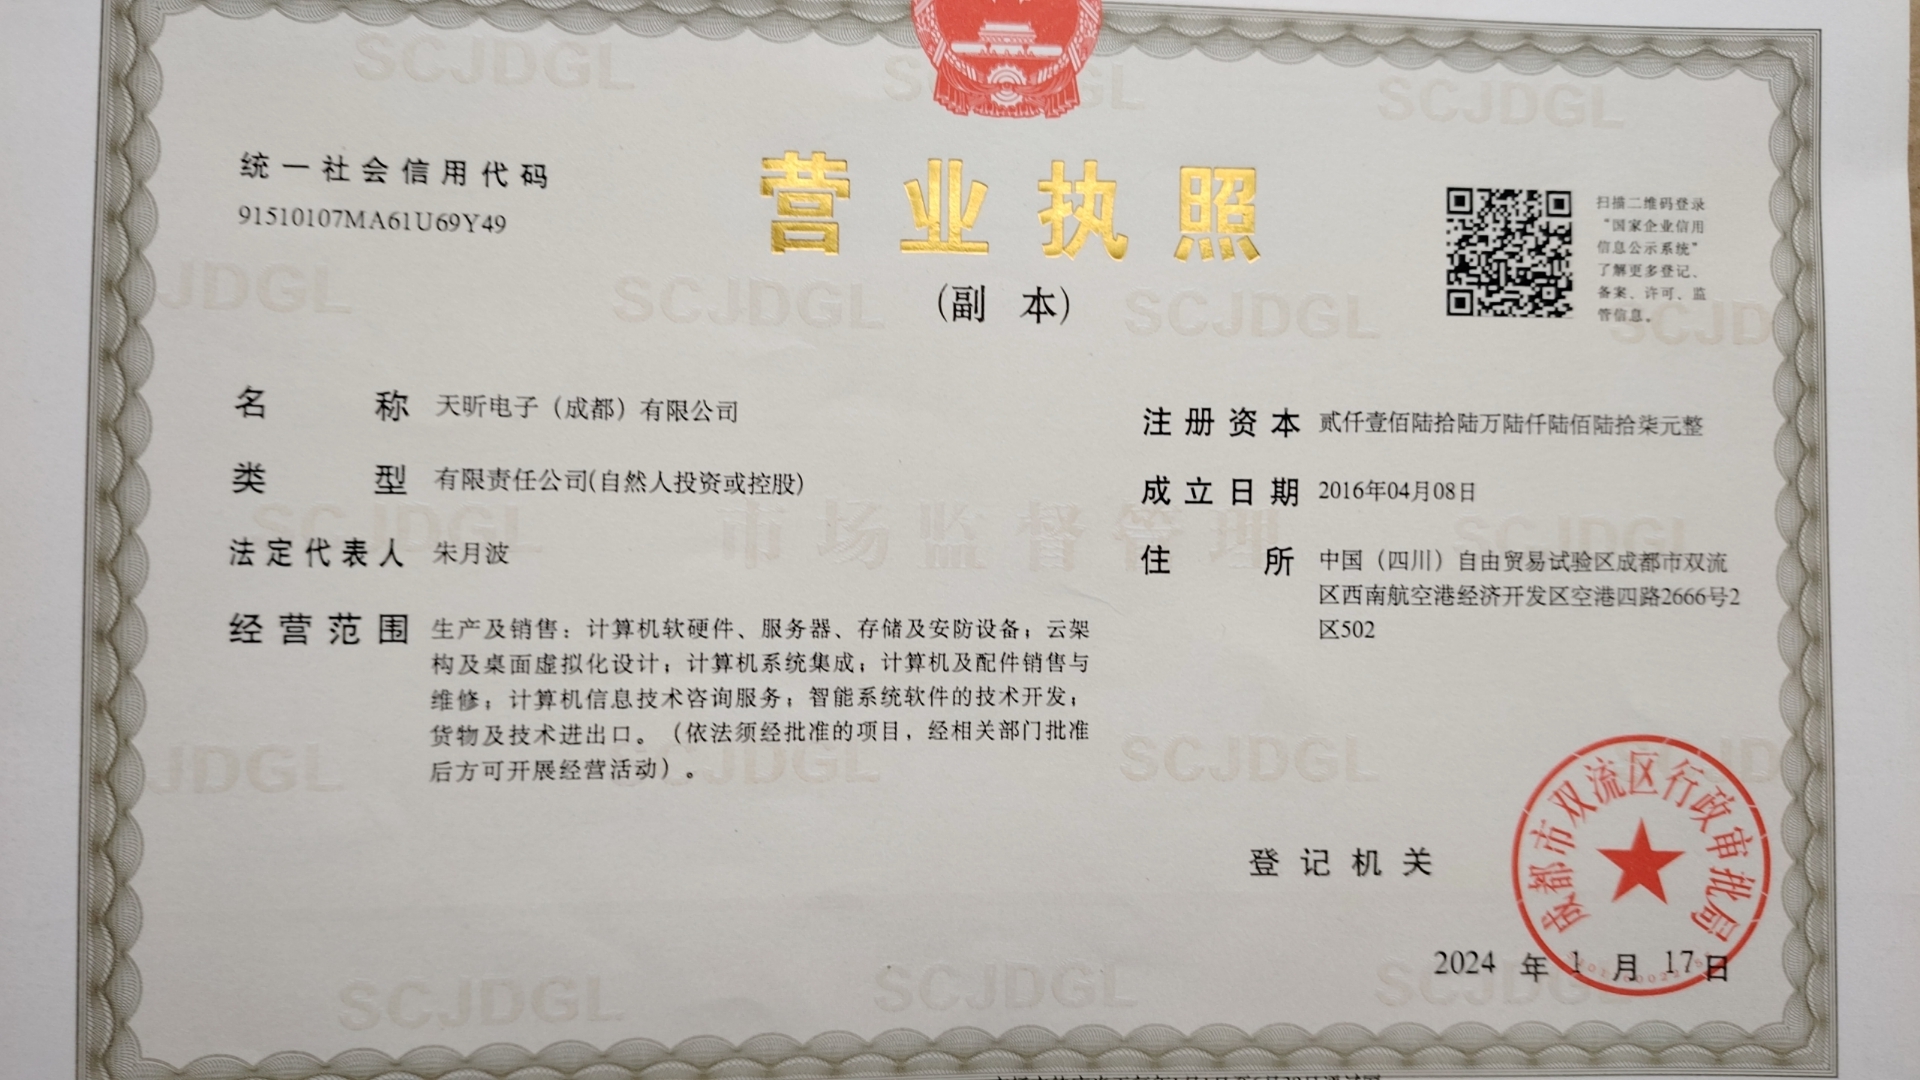 统一社会信用代码
91510107MA61U69Y49
营业执照
(副 本)
扫描二维码登录
“国家企业信用
信息公示系统”
了解更多登记、
备案、许可、监
管信息。
名 称 天昕电子（成都）有限公司
类 型 有限责任公司(自然人投资或控股)
法定代表人 朱月波
经营范围 生产及销售：计算机软硬件、服务器、存储及安防设备；云架
构及桌面虚拟化设计；计算机系统集成；计算机及配件销售与
维修；计算机信息技术咨询服务；智能系统软件的技术开发；
货物及技术进出口。（依法须经批准的项目，经相关部门批准
后方可开展经营活动）。
注册资本 贰仟壹佰陆拾陆万陆仟陆佰陆拾柒元整
成立日期 2016年04月08日
住 所 中国（四川）自由贸易试验区成都市双流
区西南航空港经济开发区空港四路2666号2
区502
登记机关
成都市双流区行政审批局
2024 年 1 月 17 日
SCJDGL
市场监督管理